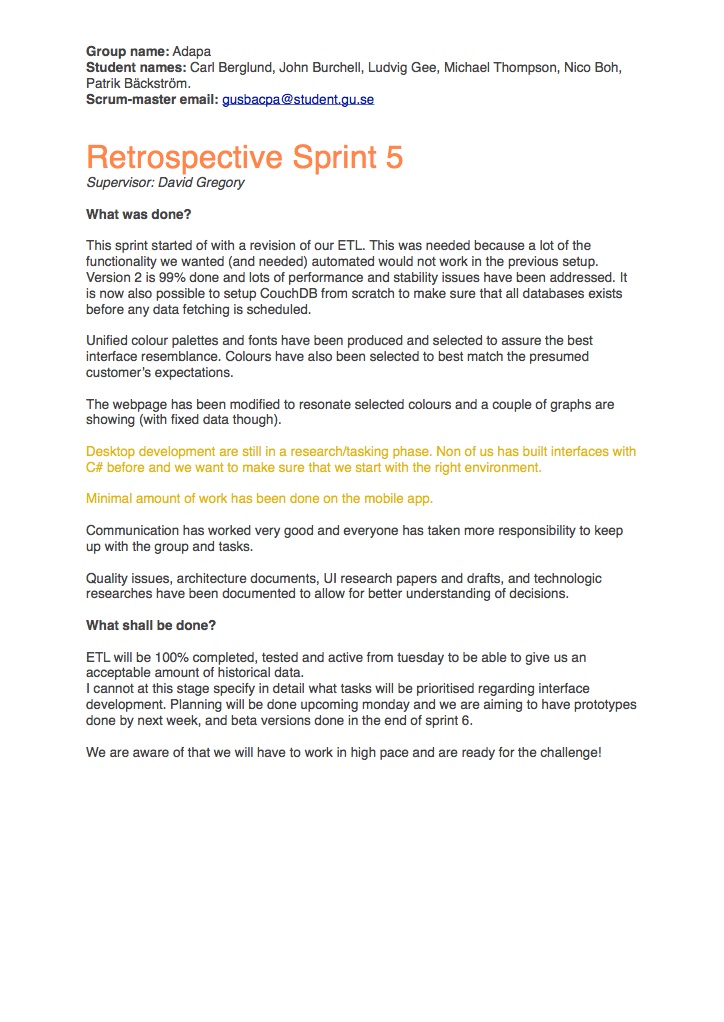 Group name: Adapa
Student names: Carl Berglund, John Burchell, Ludvig Gee, Michael Thompson, Nico Boh,
Patrik Bäckström.
Scrum-master email: gusbacpa@student.gu.se
Retrospective Sprint 5
Supervisor: David Gregory
What was done?
This sprint started of with a revision of our ETL. This was needed because a lot of the
functionality we wanted (and needed) automated would not work in the previous setup.
Version 2 is 99% done and lots of performance and stability issues have been addressed. It
is now also possible to setup CouchDB from scratch to make sure that all databases exists
before any data fetching is scheduled.
Unified colour palettes and fonts have been produced and selected to assure the best
interface resemblance. Colours have also been selected to best match the presumed
customer's expectations.
The webpage has been modified to resonate selected colours and a couple of graphs are
showing (with fixed data though).
Desktop development are still in a research/tasking phase. Non of us has built interfaces with
C# before and we want to make sure that we start with the right environment.
Minimal amount of work has been done on the mobile app.
Communication has worked very good and everyone has taken more responsibility to keep
up with the group and tasks.
Quality issues, architecture documents, UI research papers and drafts, and technologic
researches have been documented to allow for better understanding of decisions.
What shall be done?
ETL will be 100% completed, tested and active from tuesday to be able to give us an
acceptable amount of historical data.
I cannot at this stage specify in detail what tasks will be prioritised regarding interface
development. Planning will be done upcoming monday and we are aiming to have prototypes
done by next week, and beta versions done in the end of sprint 6.
We are aware of that we will have to work in high pace and are ready for the challenge!